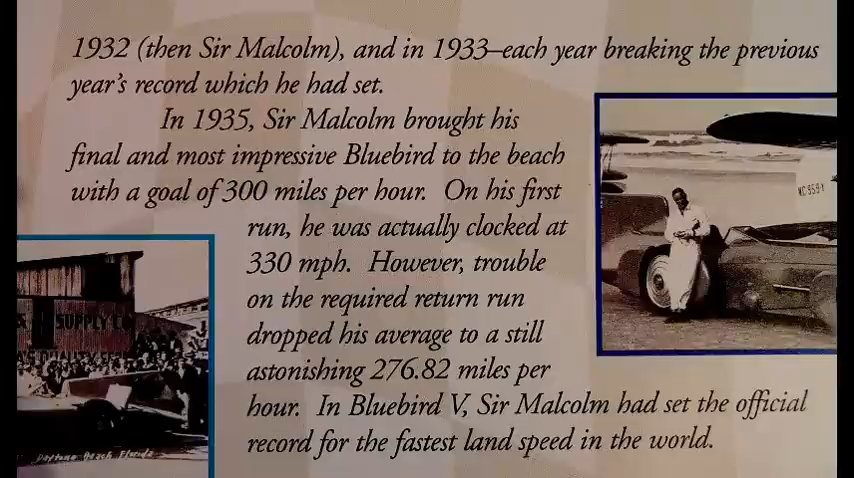 1932 (then Sir Malcolm), and in 1933–each year breaking the previous
year's record which he had set.
In 1935, Sir Malcolm brought his
final and most impressive Bluebird to the beach
with a goal of 300 miles per hour. On his first
run, he was actually clocked at
330 mph. However, trouble
on the required return run
dropped his average to a still
astonishing 276.82 miles per
hour. In Bluebird V, Sir Malcolm had set the official
record for the fastest land speed in the world.
& SUPPLY C
Daytona Beach Florida